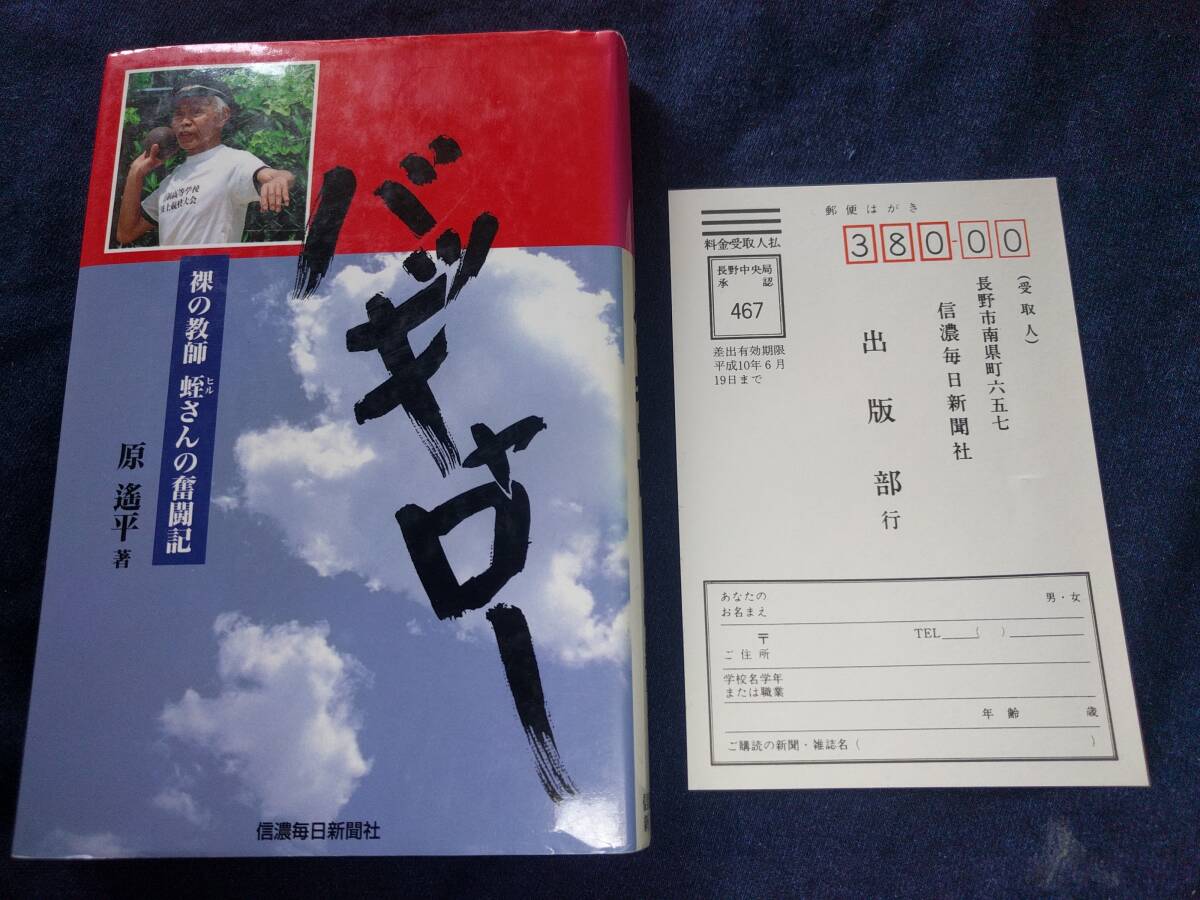 バッキャロー
裸の教師 蛭さんの奮闘記
ヒル
原 遙平 著
信濃毎日新聞社
郵便はがき
料金受取人払
380-00
長野中央局
承認
467
差出有効期限
平成10年6月
19日まで
(受取人)
長野市南県町六五七
信濃毎日新聞社
出版部行
あなたの
お名まえ
男・女
〒
TEL ( )
ご住所
学校名学年
または職業
年齢 歳
ご購読の新聞・雑誌名( )